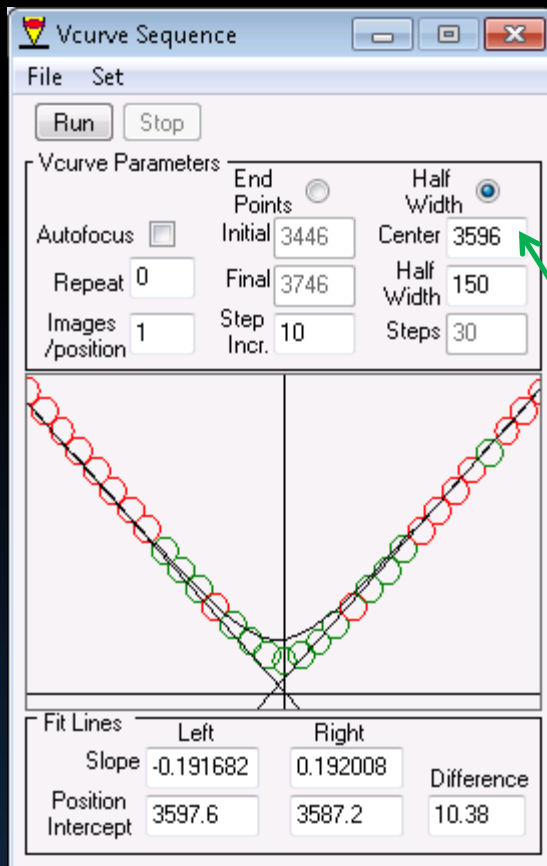 Vcurve Sequence
File Set
Run Stop
Vcurve Parameters
End Points
Half Width
Autofocus Initial 3446 Center 3596
Repeat 0 Final 3746 Half Width 150
Images /position 1 Step Incr. 10 Steps 30
Fit Lines
Left Right
Slope -0.191682 0.192008 Difference
Position Intercept 3597.6 3587.2 10.38